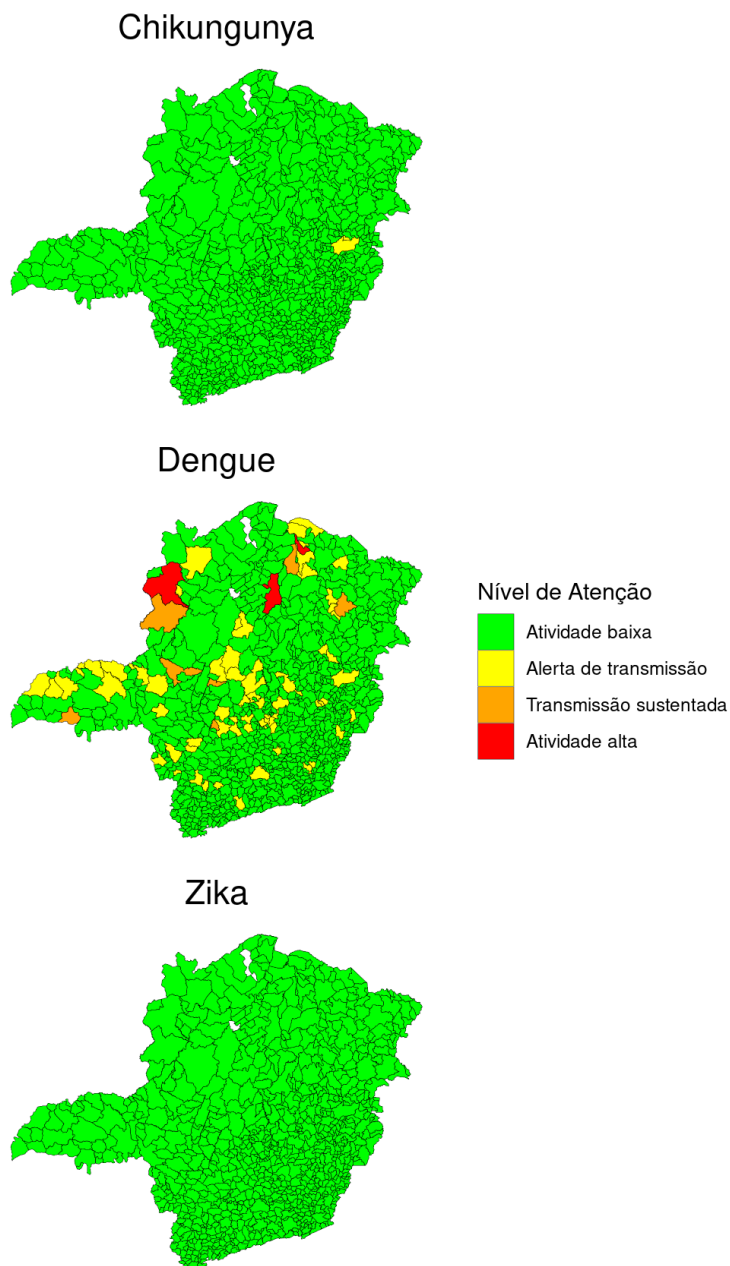 Chikungunya
Dengue
Nível de Atenção
Atividade baixa
Alerta de transmissão
Transmissão sustentada
Atividade alta
Zika